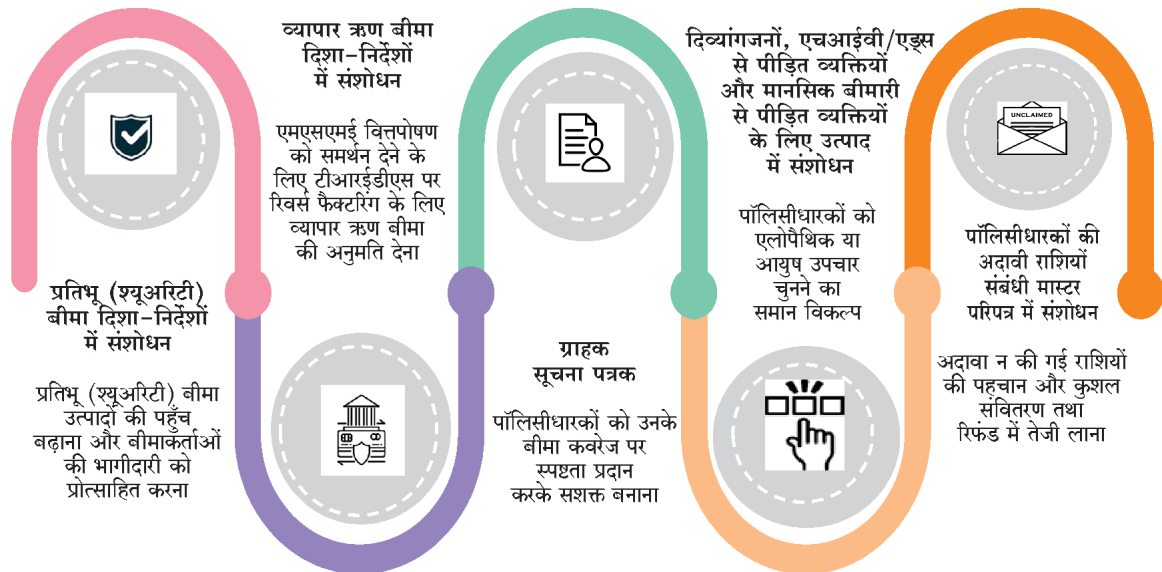 प्रतिभू (श्यूअरिटी)
बीमा दिशा-निर्देशों
में संशोधन
प्रतिभू (श्यूअरिटी) बीमा
उत्पादों की पहुँच
बढ़ाना और बीमाकर्ताओं
की भागीदारी को
प्रोत्साहित करना
व्यापार ऋण बीमा
दिशा-निर्देशों
में संशोधन
एमएसएमई वित्तपोषण
को समर्थन देने के
लिए टीआरईडीएस पर
रिवर्स फैक्टरिंग के लिए
व्यापार ऋण बीमा
की अनुमति देना
ग्राहक
सूचना पत्रक
पॉलिसीधारकों को उनके
बीमा कवरेज पर
स्पष्टता प्रदान
करके सशक्त बनाना
दिव्यांगजनों, एचआईवी/एड्स
से पीड़ित व्यक्तियों
और मानसिक बीमारी
से पीड़ित व्यक्तियों
के लिए उत्पाद
में संशोधन
पॉलिसीधारकों को
एलोपैथिक या
आयुष उपचार
चुनने का
समान विकल्प
UNCLAIMED
पॉलिसीधारकों की
अदावी राशियों
संबंधी मास्टर
परिपत्र में संशोधन
अदावा न की गई राशियों
की पहचान और कुशल
संवितरण तथा
रिफंड में तेजी लाना